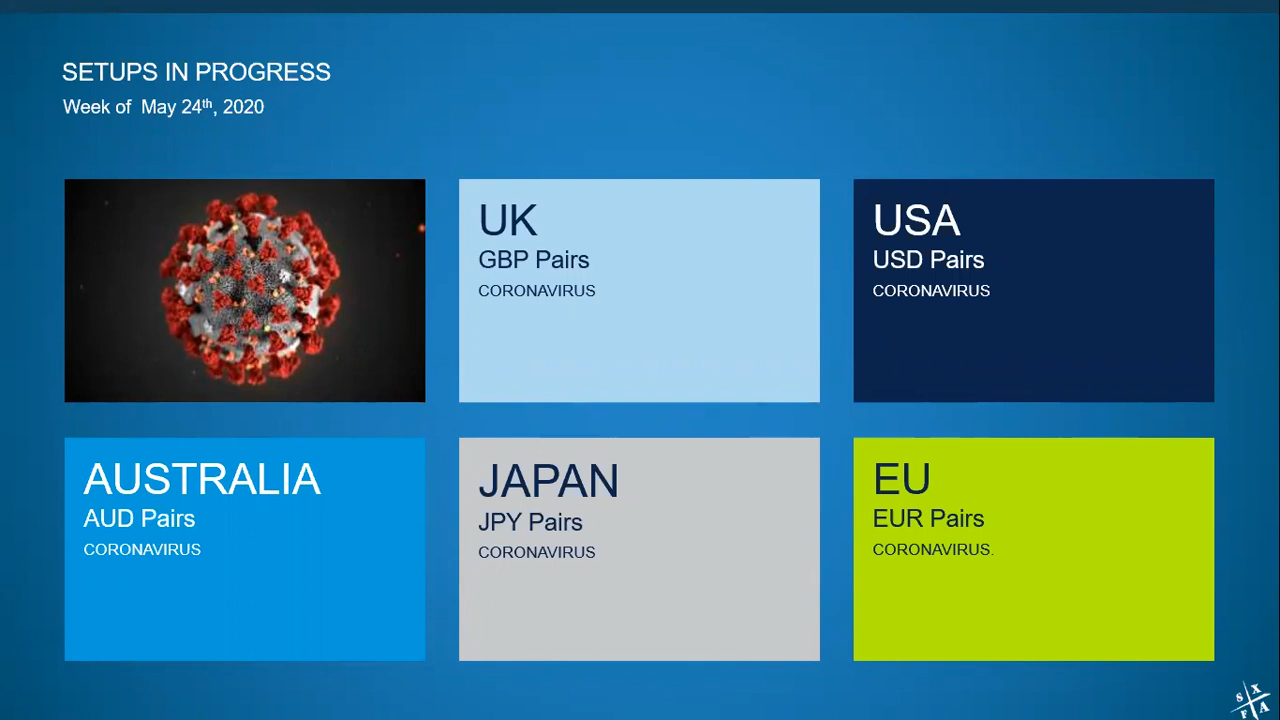 SETUPS IN PROGRESS
Week of May 24th, 2020
UK
GBP Pairs
CORONAVIRUS
USA
USD Pairs
CORONAVIRUS
AUSTRALIA
AUD Pairs
CORONAVIRUS
JAPAN
JPY Pairs
CORONAVIRUS
EU
EUR Pairs
CORONAVIRUS.
S X
F A